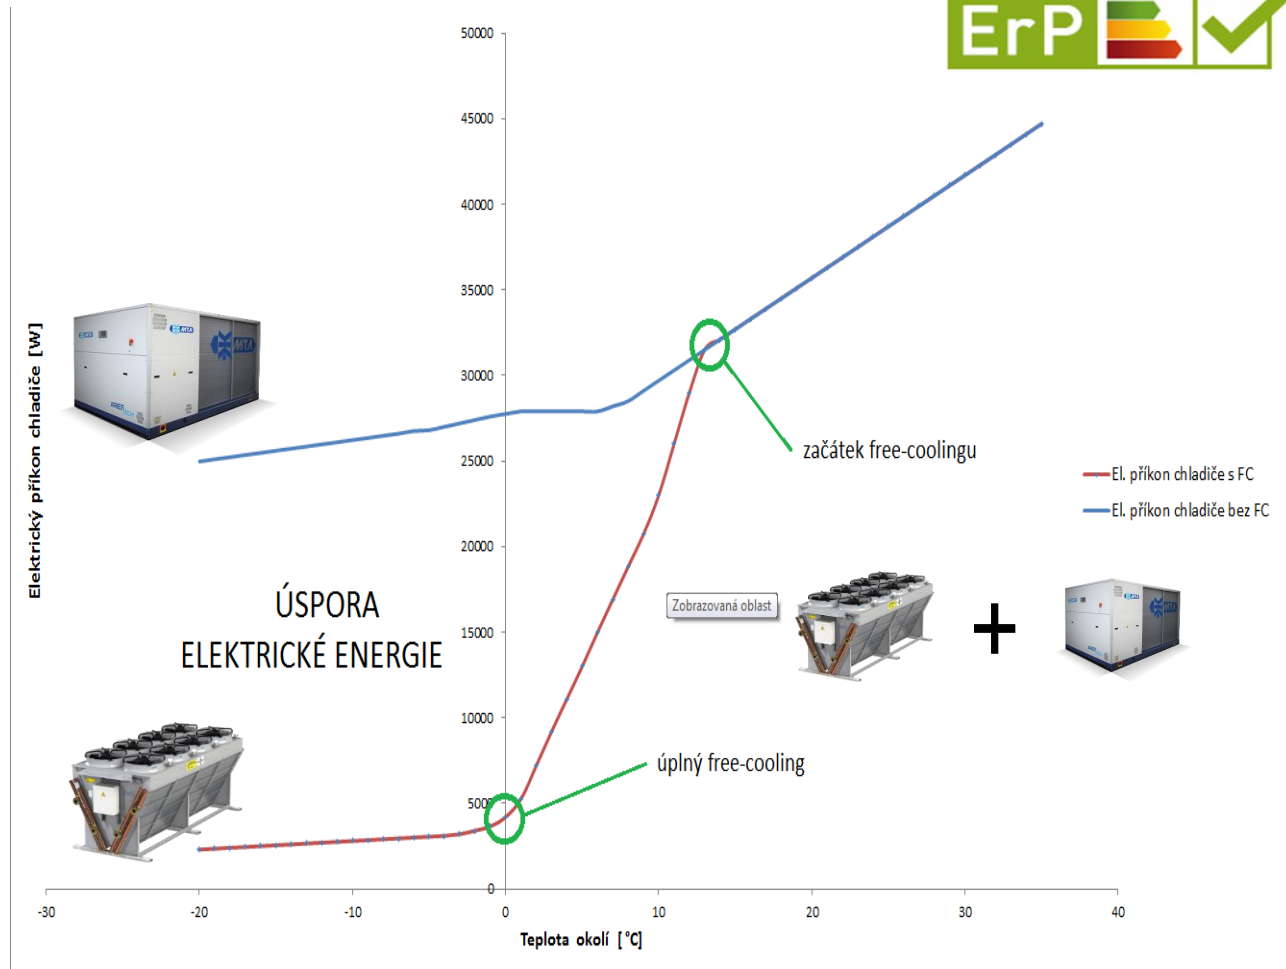 ErP
50000
45000
40000
35000
30000
25000
20000
15000
10000
5000
0
-30
-20
-10
0
10
20
30
40
Elektrický příkon chladiče [W]
Teplota okolí [°C]
začátek free-coolingu
El. příkon chladiče s FC
El. příkon chladiče bez FC
ÚSPORA
ELEKTRICKÉ ENERGIE
Zobrazovaná oblast
+
úplný free-cooling
MTA
MTA